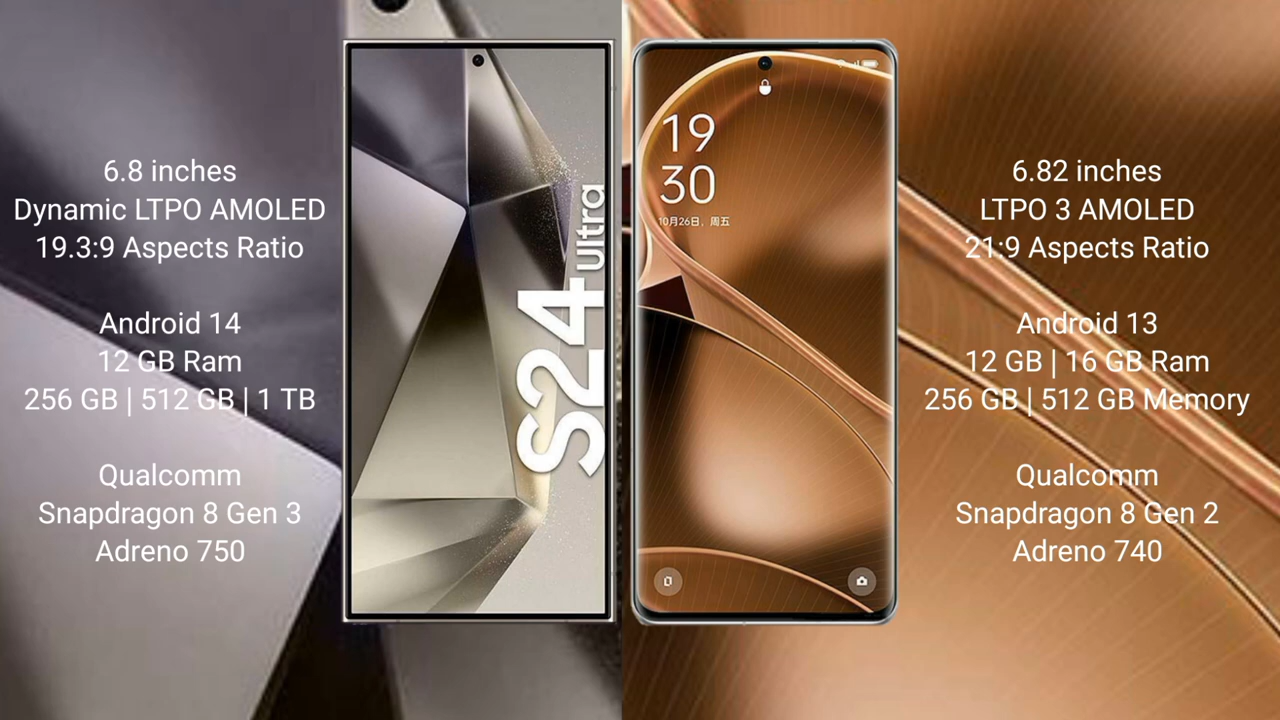 6.8 inches
Dynamic LTPO AMOLED
19.3:9 Aspects Ratio
Android 14
12 GB Ram
256 GB | 512 GB | 1 TB
Qualcomm
Snapdragon 8 Gen 3
Adreno 750
S24 Ultra
19
30
10月26日，周五
6.82 inches
LTPO 3 AMOLED
21:9 Aspects Ratio
Android 13
12 GB | 16 GB Ram
256 GB | 512 GB Memory
Qualcomm
Snapdragon 8 Gen 2
Adreno 740